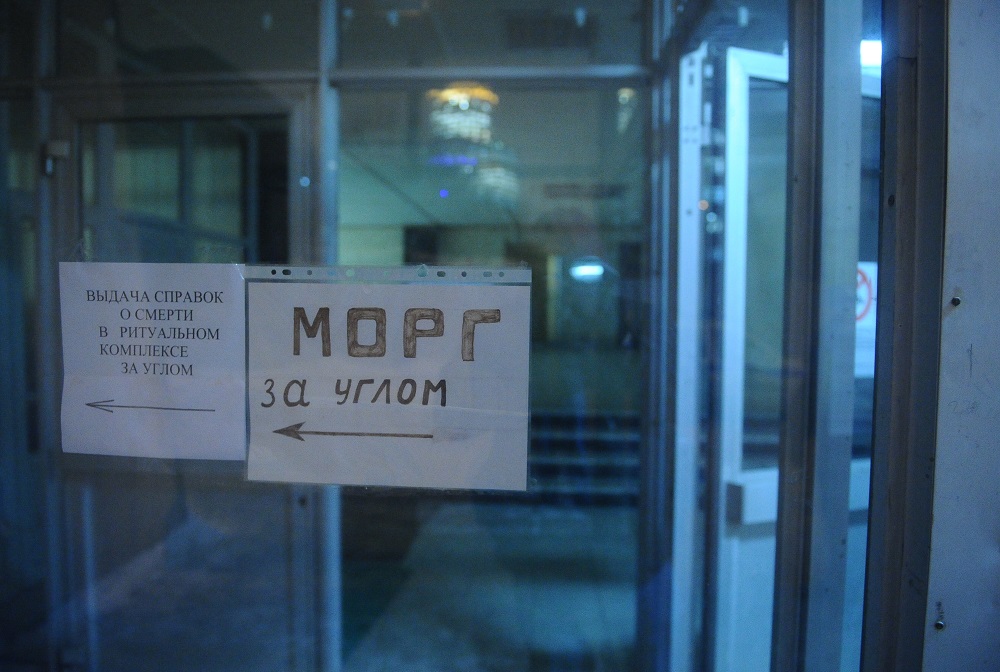 ВЫДАЧА СПРАВОК
О СМЕРТИ
В РИТУАЛЬНОМ
КОМПЛЕКСЕ
ЗА УГЛОМ
МОРГ
за углом